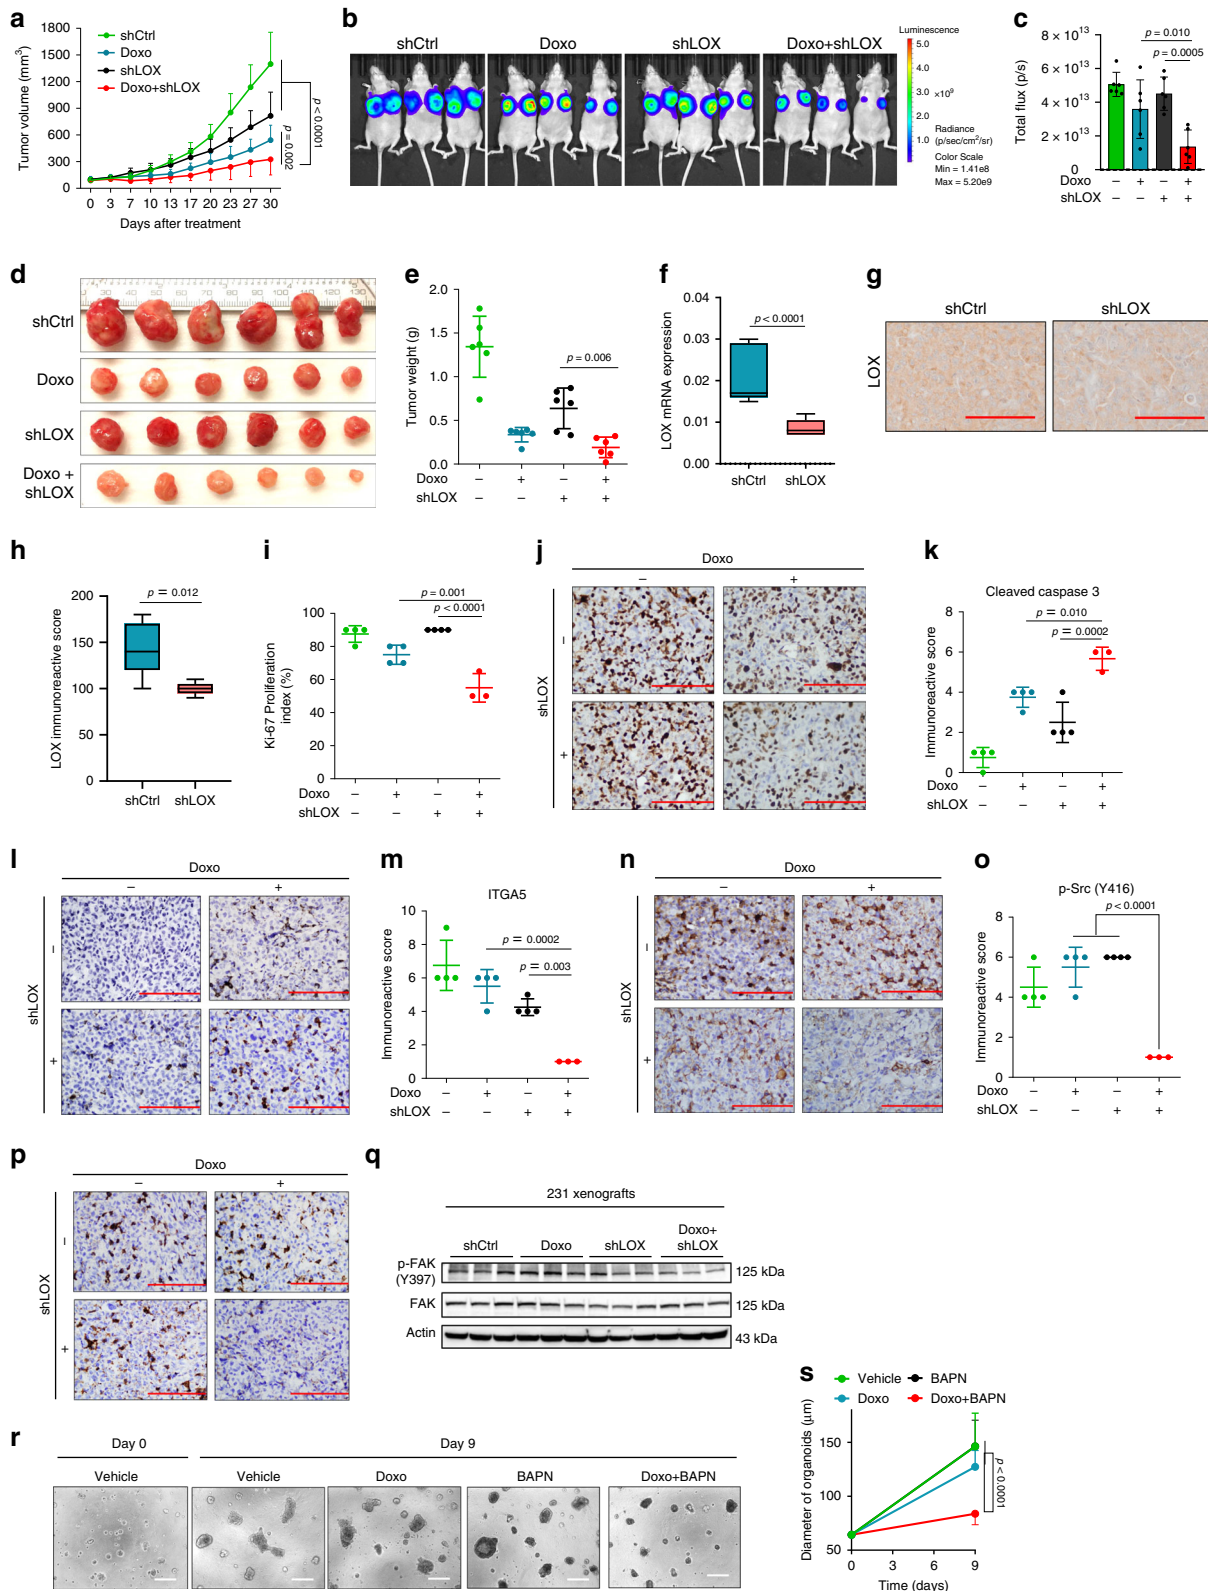 a
shCtrl
Doxo
shLOX
Doxo+shLOX
Tumor volume (mm³)
1800
1500
1200
900
600
300
0
0 3 7 10 13 17 20 23 27 30
Days after treatment
p < 0.0001
p = 0.002
b
shCtrl Doxo shLOX Doxo+shLOX
Luminescence
5.0
4.0
3.0
×10⁹
2.0
1.0
Radiance
(p/sec/cm²/sr)
Color Scale
Min = 1.41e8
Max = 5.20e9
c
p = 0.010
p = 0.0005
Total flux (p/s)
8 × 10¹³
6 × 10¹³
4 × 10¹³
2 × 10¹³
0
Doxo – + – +
shLOX – – + +
d
shCtrl
Doxo
shLOX
Doxo +
shLOX
e
Tumor weight (g)
2.0
1.5
1.0
0.5
0.0
p = 0.006
Doxo – + – +
shLOX – – + +
f
LOX mRNA expression
0.04
0.03
0.02
0.01
0.00
p < 0.0001
shCtrl shLOX
g
shCtrl shLOX
LOX
h
LOX immunoreactive score
200
150
100
50
0
p = 0.012
shCtrl shLOX
i
Ki-67 Proliferation
index (%)
100
80
60
40
20
0
p = 0.001
p < 0.0001
Doxo – + – +
shLOX – – + +
j
Doxo
– +
shLOX
–
+
k
Cleaved caspase 3
Immunoreactive score
8
6
4
2
0
p = 0.010
p = 0.0002
Doxo – + – +
shLOX – – + +
l
Doxo
– +
shLOX
–
+
m
ITGA5
Immunoreactive score
10
8
6
4
2
0
p = 0.0002
p = 0.003
Doxo – + – +
shLOX – – + +
n
Doxo
– +
shLOX
–
+
o
p-Src (Y416)
Immunoreactive score
8
6
4
2
0
p < 0.0001
Doxo – + – +
shLOX – – + +
p
Doxo
– +
shLOX
–
+
q
231 xenografts
shCtrl Doxo shLOX Doxo+
shLOX
p-FAK
(Y397)
125 kDa
FAK
125 kDa
Actin
43 kDa
r
Day 0 Day 9
Vehicle Vehicle Doxo BAPN Doxo+BAPN
s
Vehicle BAPN
Doxo Doxo+BAPN
Diameter of organoids (μm)
150
100
50
0 3 6 9
Time (days)
p < 0.0001